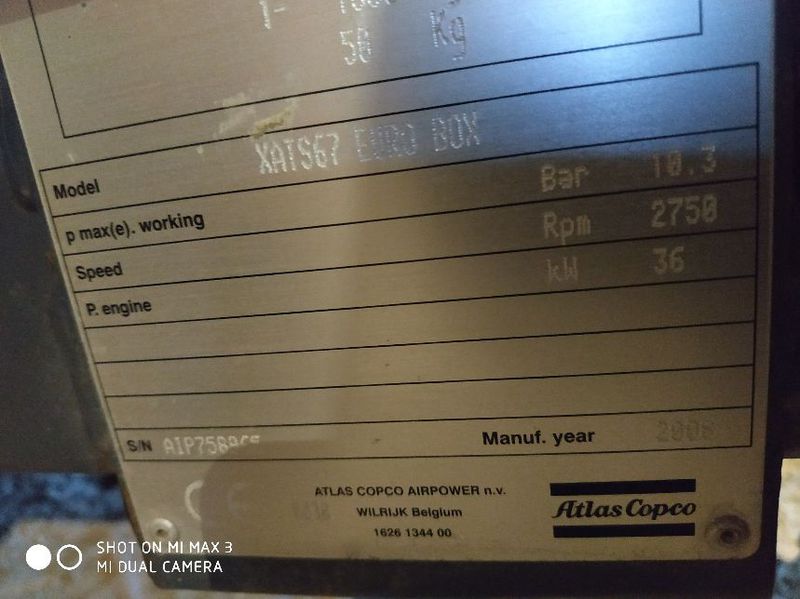 50 Kg
Model XATS67 EURO BOX
p max(e). working Bar 10.3
Speed Rpm 2750
P. engine kW 36
S/N Manuf. year
CE
ATLAS COPCO AIRPOWER n.v.
WILRIJK Belgium
1626 1344 00
Atlas Copco
SHOT ON MI MAX 3
MI DUAL CAMERA